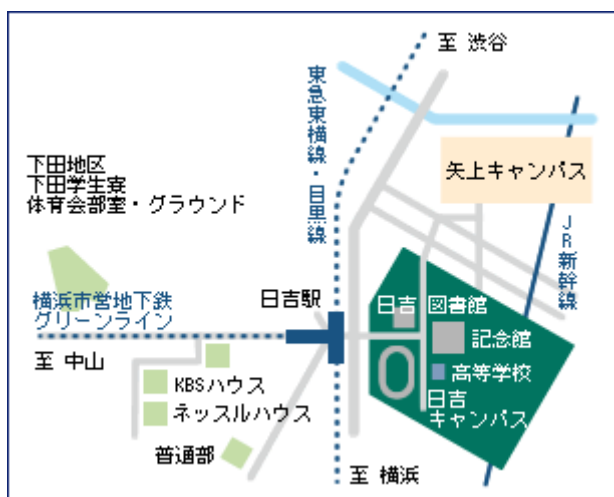 至 渋谷
東急東横線・目黒線
下田地区
下田学生寮
体育会部室・グラウンド
矢上キャンパス
JR新幹線
横浜市営地下鉄
グリーンライン
日吉駅
日吉 図書館
記念館
至 中山
高等学校
KBSハウス
日吉
キャンパス
ネッスルハウス
普通部
至 横浜